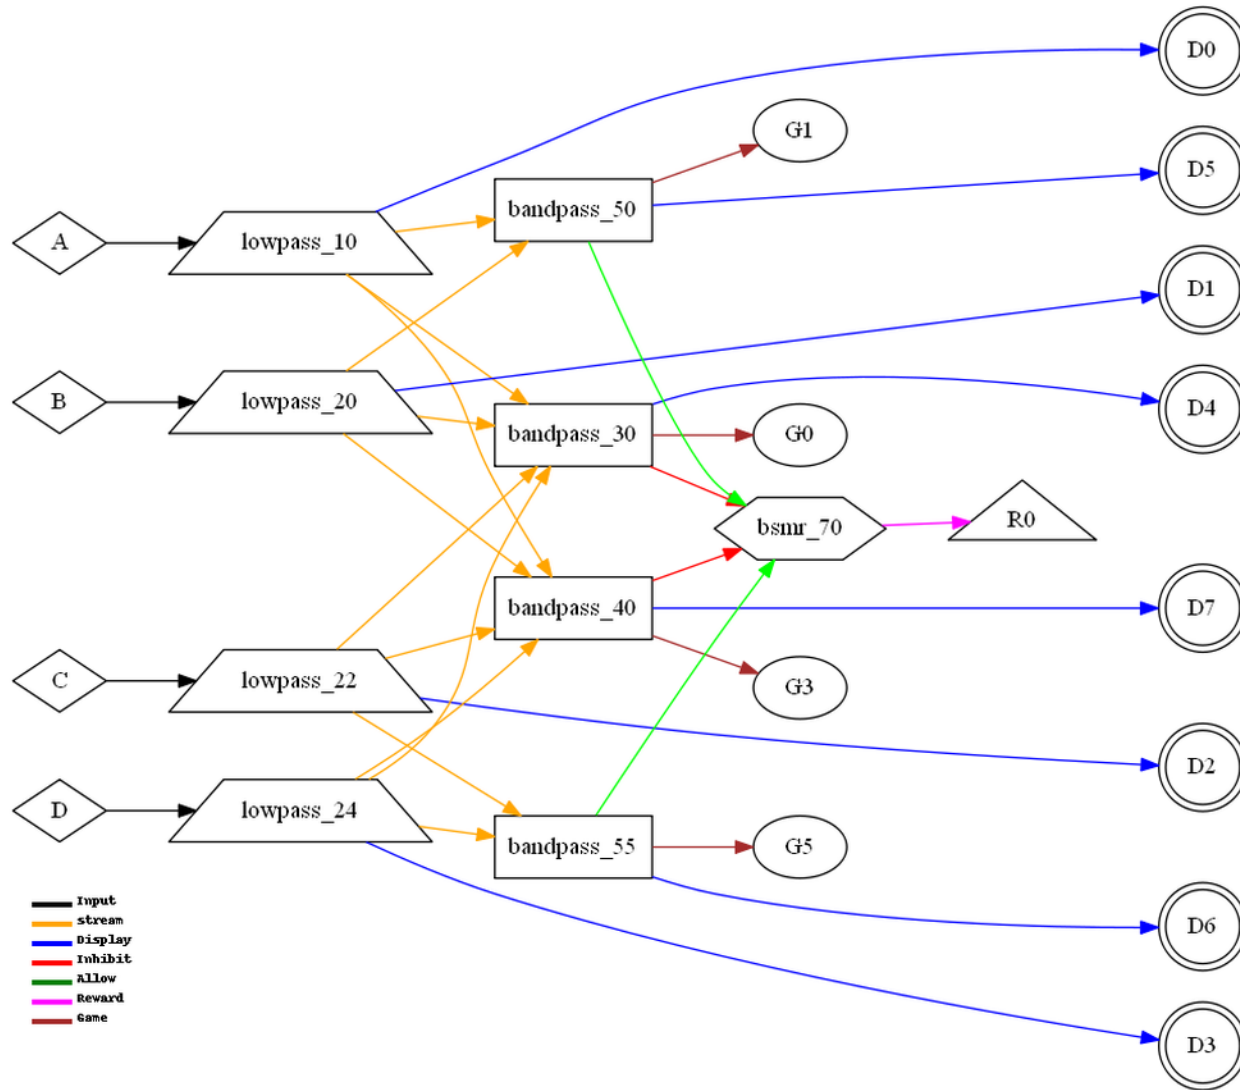 D0
G1
D5
bandpass_50
A
lowpass_10
D1
B
lowpass_20
D4
bandpass_30
G0
bsmr_70
R0
bandpass_40
D7
C
lowpass_22
G3
D2
D
lowpass_24
bandpass_55
G5
D6
Input
stream
Display
Inhibit
Allow
Reward
Game
D3